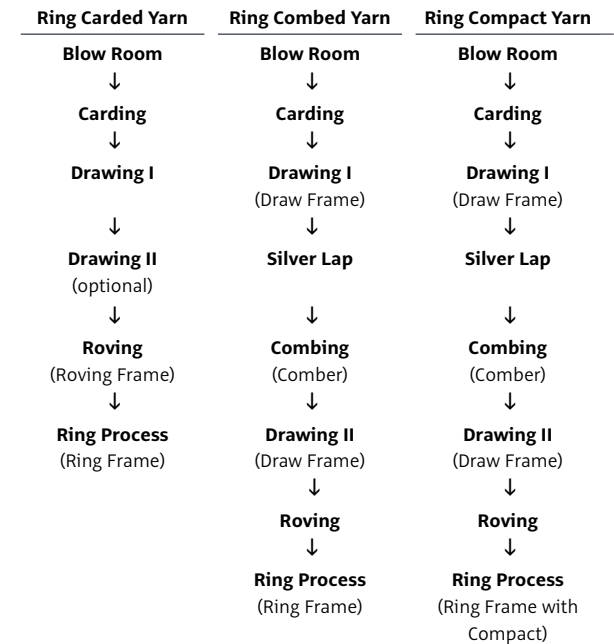 Ring Carded Yarn
Blow Room
↓
Carding
↓
Drawing I
↓
Drawing II
(optional)
↓
Roving
(Roving Frame)
↓
Ring Process
(Ring Frame)
Ring Combed Yarn
Blow Room
↓
Carding
↓
Drawing I
(Draw Frame)
↓
Silver Lap
↓
Combing
(Comber)
↓
Drawing II
(Draw Frame)
↓
Roving
↓
Ring Process
(Ring Frame)
Ring Compact Yarn
Blow Room
↓
Carding
↓
Drawing I
(Draw Frame)
↓
Silver Lap
↓
Combing
(Comber)
↓
Drawing II
(Draw Frame)
↓
Roving
↓
Ring Process
(Ring Frame with
Compact)